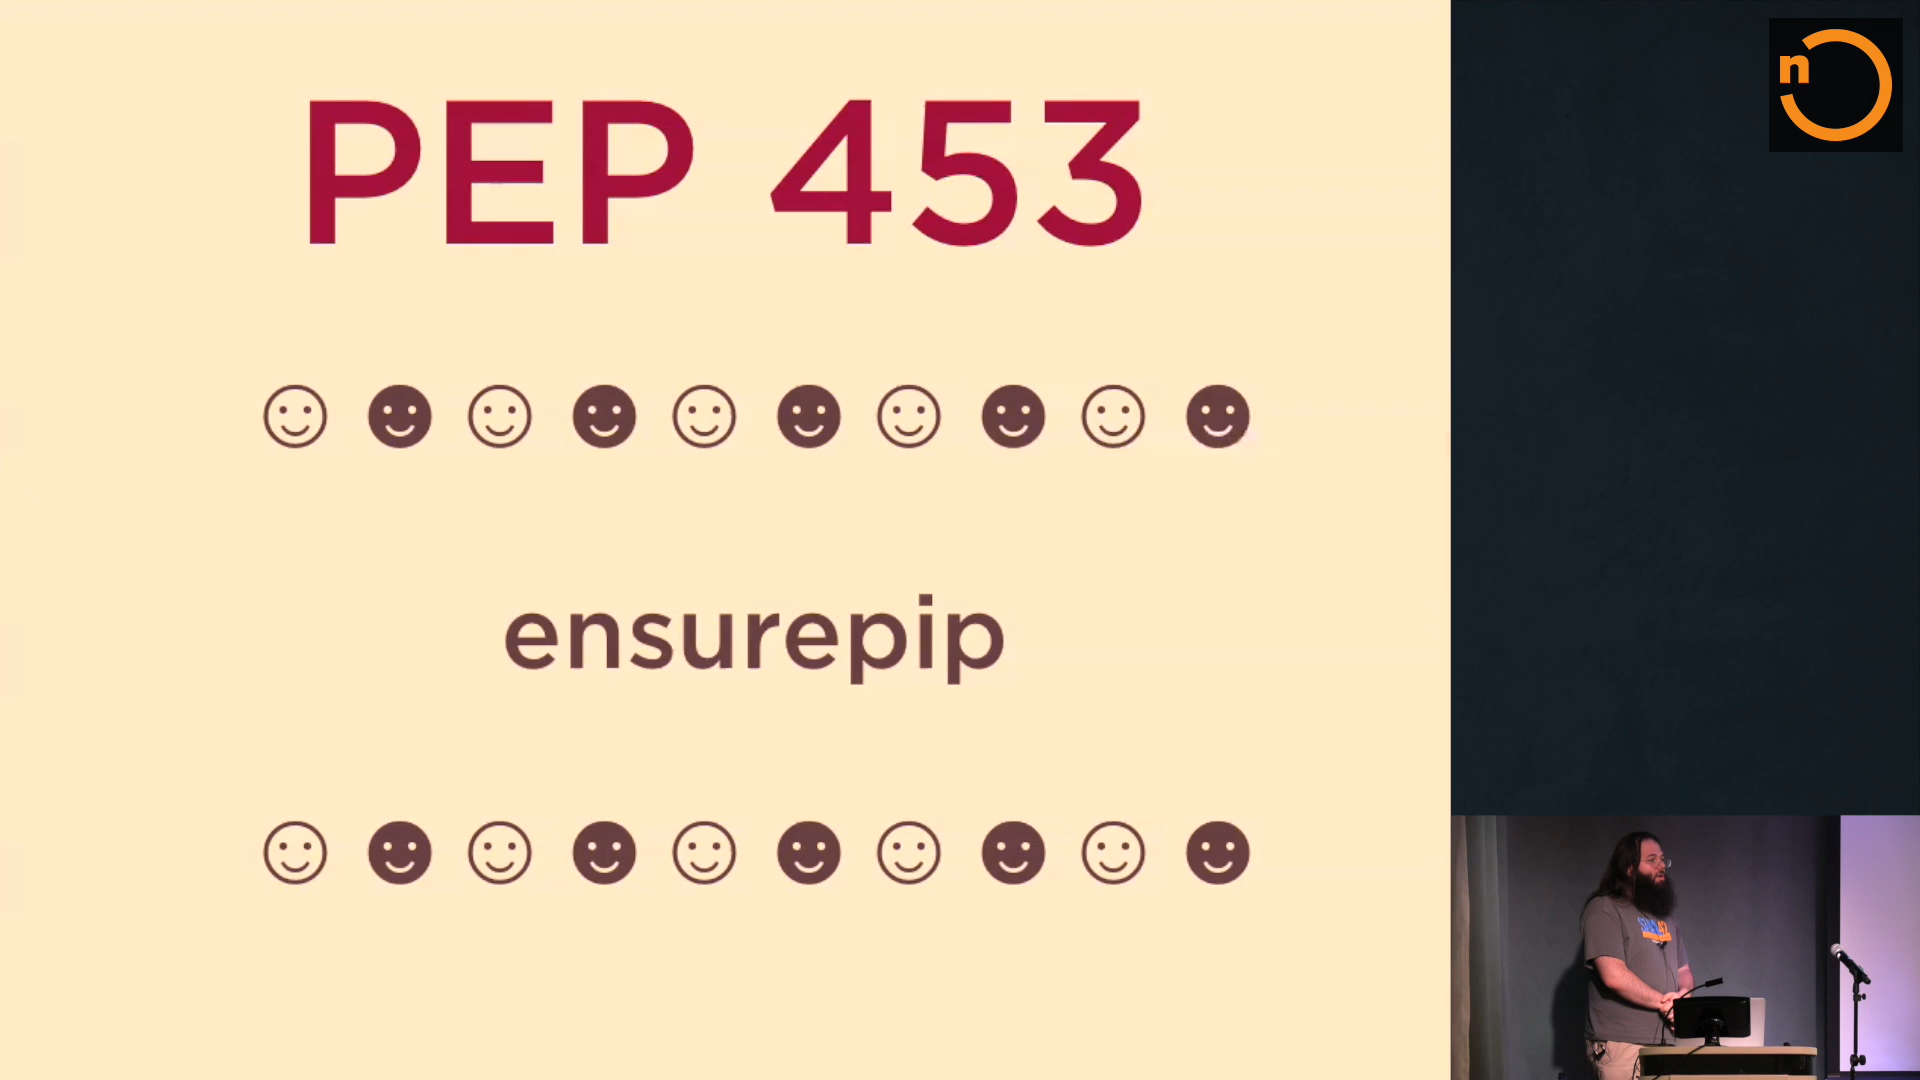 PEP 453
☺ ☻ ☺ ☻ ☺ ☻ ☺ ☻ ☺ ☻
ensurepip
☺ ☻ ☺ ☻ ☺ ☻ ☺ ☻ ☺ ☻
n